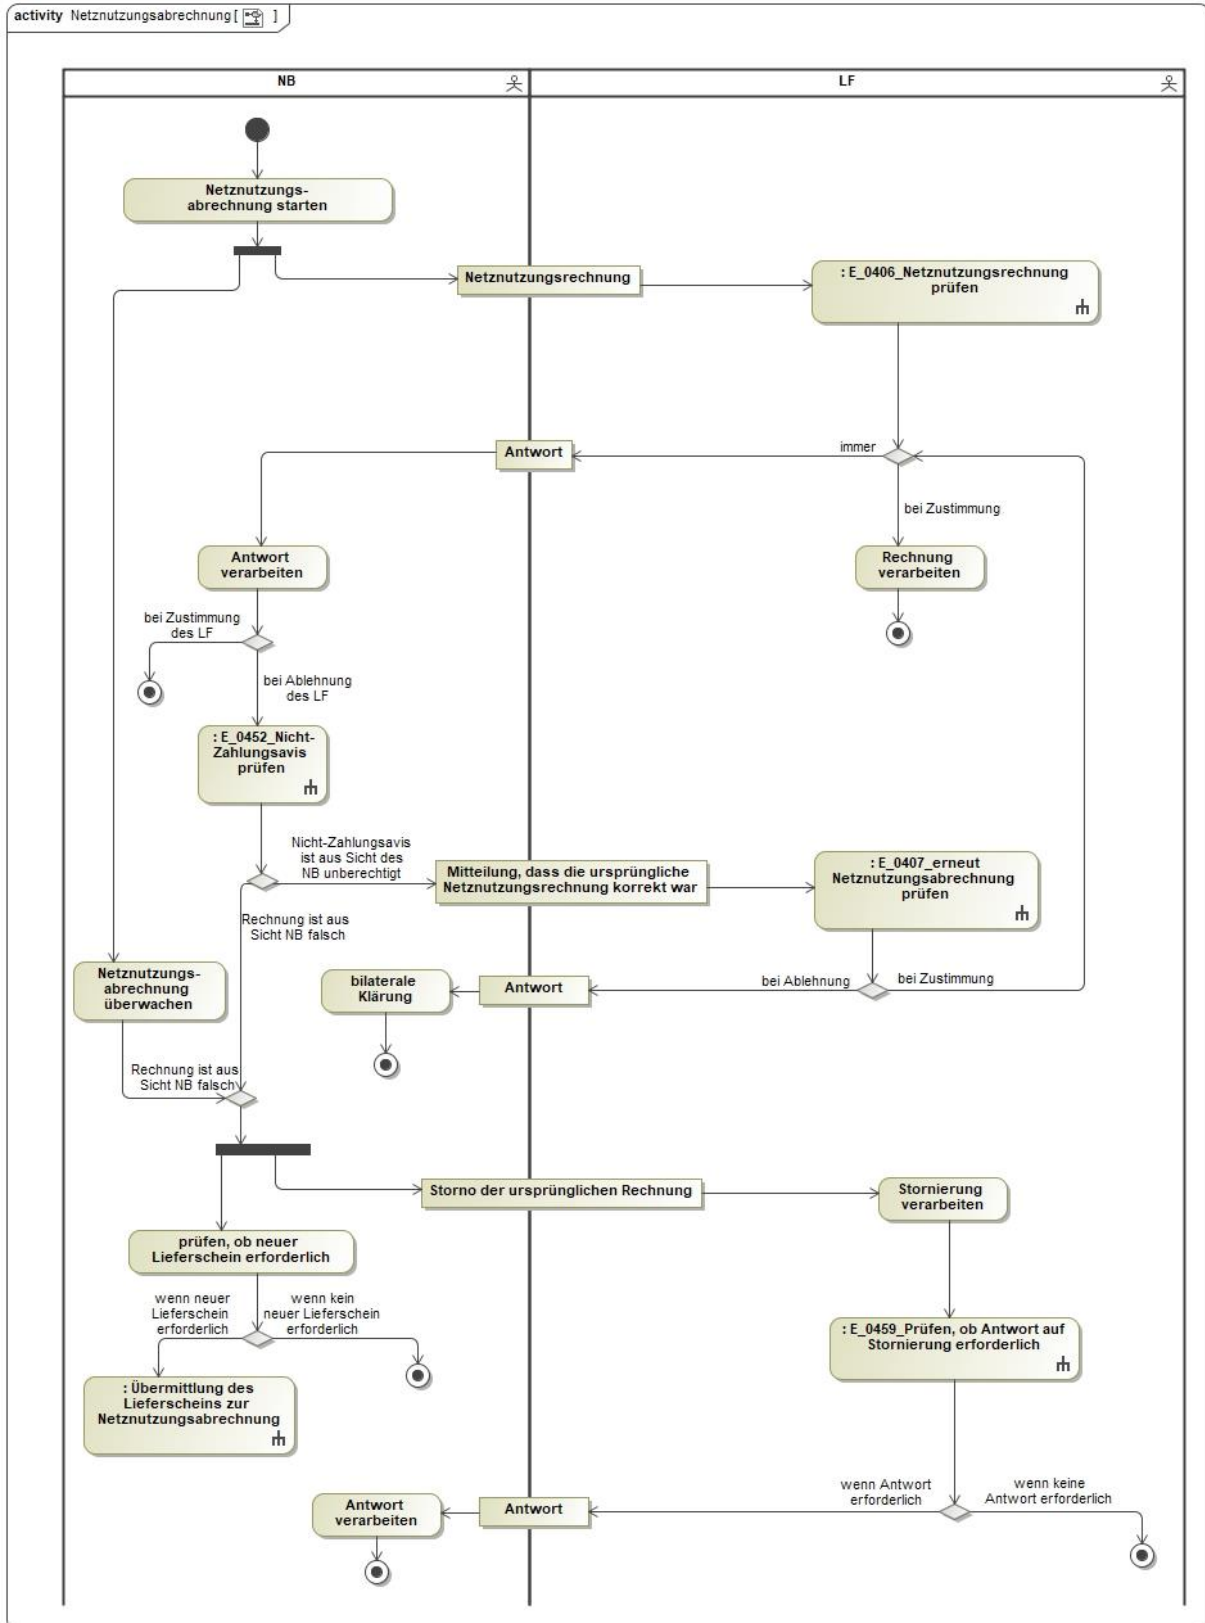 activity Netznutzungsabrechnung [ ]
NB
LF
Netznutzungs-
abrechnung starten
Netznutzungsrechnung
: E_0406_Netznutzungsrechnung
prüfen
immer
Antwort
bei Zustimmung
Antwort
verarbeiten
Rechnung
verarbeiten
bei Zustimmung
des LF
bei Ablehnung
des LF
: E_0452_Nicht-
Zahlungsavis
prüfen
Nicht-Zahlungsavis
ist aus Sicht des
NB unberechtigt
Mitteilung, dass die ursprüngliche
Netznutzungsrechnung korrekt war
: E_0407_erneut
Netznutzungsabrechnung
prüfen
Rechnung ist aus
Sicht NB falsch
Netznutzungs-
abrechnung
überwachen
bilaterale
Klärung
Antwort
bei Ablehnung
bei Zustimmung
Rechnung ist aus
Sicht NB falsch
Storno der ursprünglichen Rechnung
Stornierung
verarbeiten
prüfen, ob neuer
Lieferschein erforderlich
wenn neuer
Lieferschein
erforderlich
wenn kein
neuer Lieferschein
erforderlich
: E_0459_Prüfen, ob Antwort auf
Stornierung erforderlich
: Übermittlung des
Lieferscheins zur
Netznutzungsabrechnung
wenn Antwort
erforderlich
wenn keine
Antwort erforderlich
Antwort
verarbeiten
Antwort